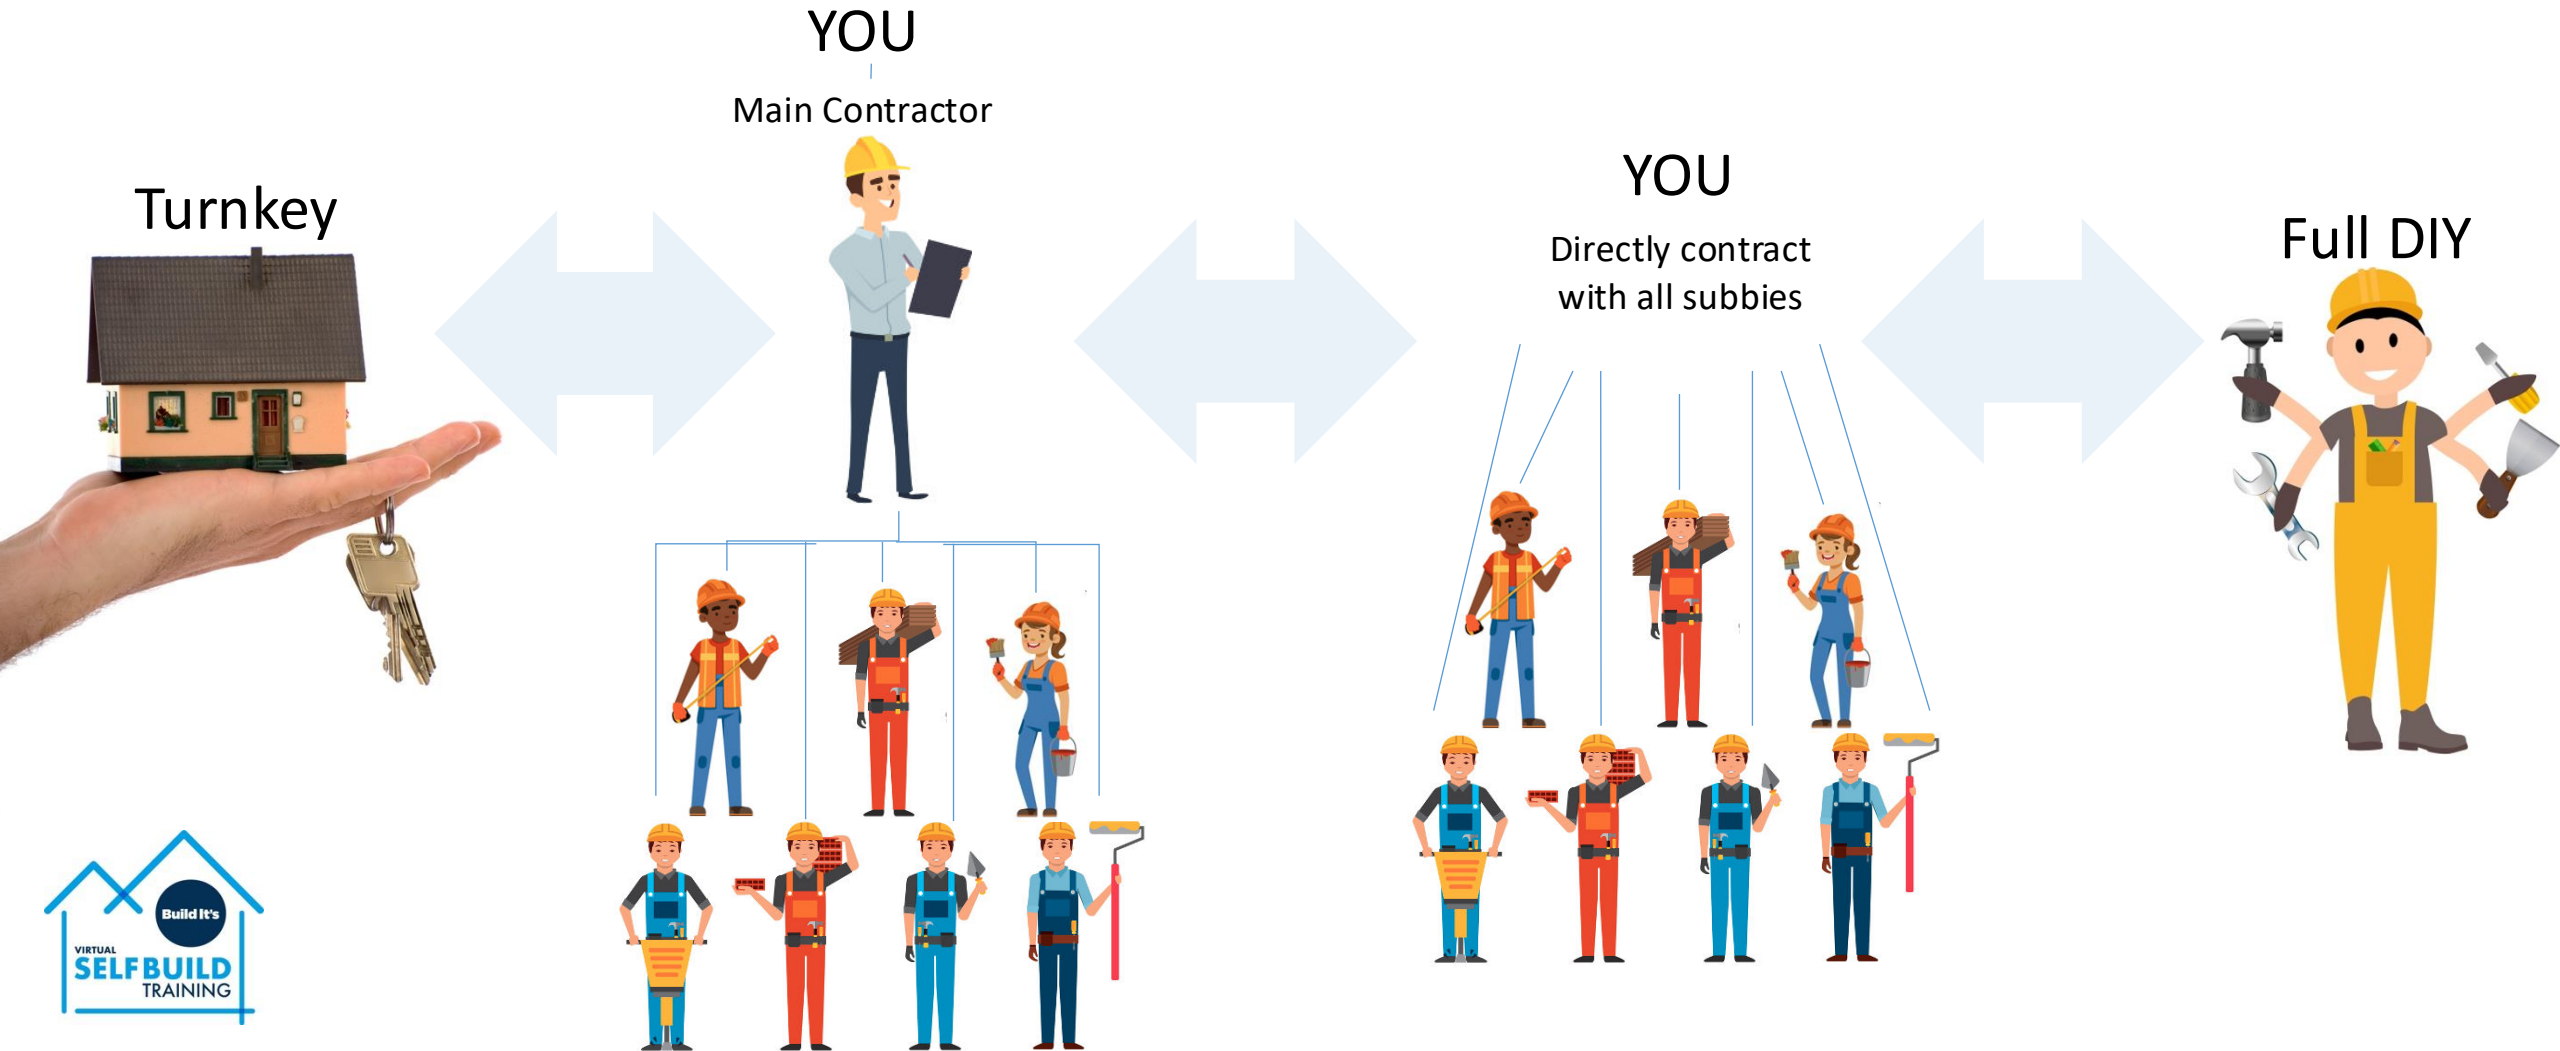 Turnkey
YOU
Main Contractor
YOU
Directly contract
with all subbies
Full DIY
Build It's
VIRTUAL
SELFBUILD
TRAINING